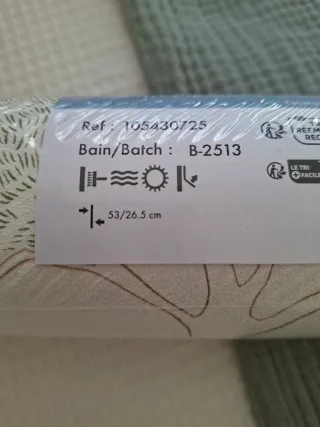 Ref : 105430725
Bain/Batch : B-2513
53/26.5 cm
LE TRI
+ FACILE